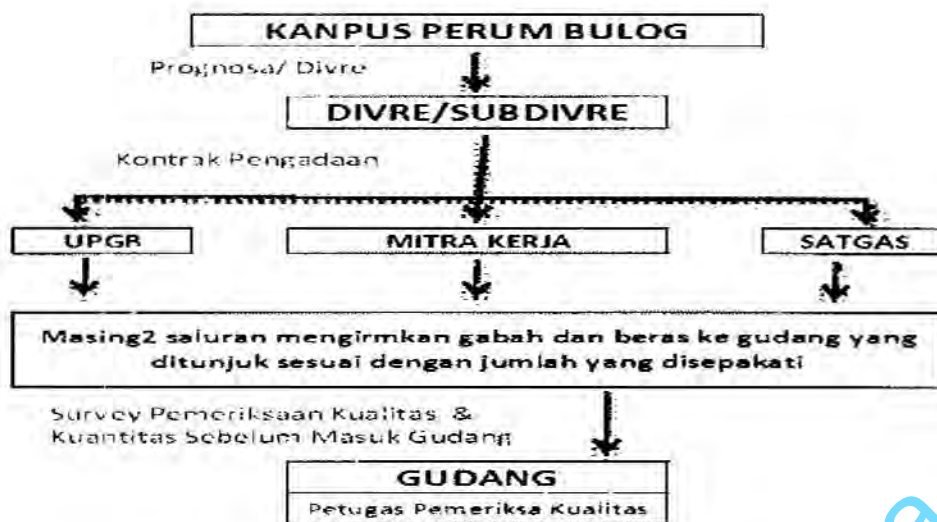 KANPUS PERUM BULOG
Prognosa/ Divre
DIVRE/SUBDIVRE
Kontrak Pengadaan
UPGB
MITRA KERJA
SATGAS
Masing2 saluran mengirmkan gabah dan beras ke gudang yang
ditunjuk sesuai dengan jumlah yang disepakati
Survey Pemeriksaan Kualitas &
Kuantitas Sebelum Masuk Gudang
GUDANG
Petugas Pemeriksa Kualitas